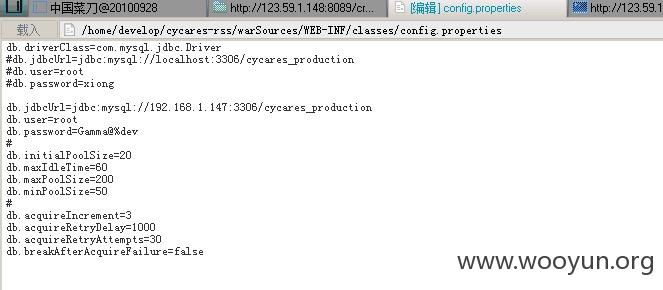 中国菜刀@20100928
http://123.59.1.148:8089/cr...
[编辑] config.properties
http://123.5
载入
/home/develop/cycares-rss/warSources/WEB-INF/classes/config.properties
db.driverClass=com.mysql.jdbc.Driver
#db.jdbcUrl=jdbc:mysql://localhost:3306/cycares_production
#db.user=root
#db.password=xiong
db.jdbcUrl=jdbc:mysql://192.168.1.147:3306/cycares_production
db.user=root
db.password=Gamma@%dev
#
db.initialPoolSize=20
db.maxIdleTime=60
db.maxPoolSize=200
db.minPoolSize=50
#
db.acquireIncrement=3
db.acquireRetryDelay=1000
db.acquireRetryAttempts=30
db.breakAfterAcquireFailure=false
www.wooyun.org